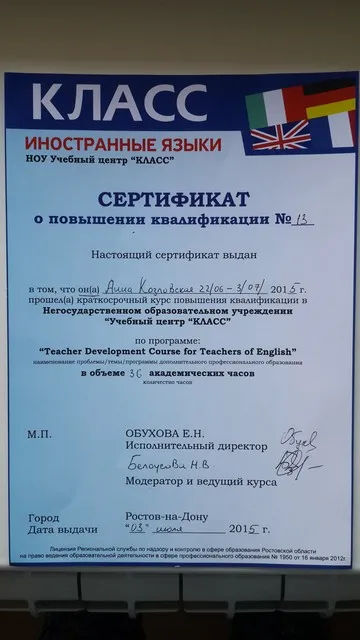 КЛАСС
ИНОСТРАННЫЕ ЯЗЫКИ
НОУ Учебный центр "КЛАСС"
СЕРТИФИКАТ
о повышении квалификации № 13
Настоящий сертификат выдан
в том, что он(а) Анна Козловская 22/06 – 3/07/ 2015 г.
прошел(а) краткосрочный курс повышения квалификации в
Негосударственном образовательном учреждении
"Учебный центр "КЛАСС"
по программе:
"Teacher Development Course for Teachers of English"
наименование проблемы/темы/программы дополнительного профессионального образования
в объеме 36 академических часов
количество часов
М.П. ОБУХОВА Е.Н.
Исполнительный директор
Белоусова Н.В
Модератор и ведущий курса
Город Ростов-на-Дону
Дата выдачи "03" июля 2015 г.
Лицензия Региональной службы по надзору и контролю в сфере образования Ростовской области
на право ведения образовательной деятельности в сфере профессионального образования № 1950 от 16 января 2012г.